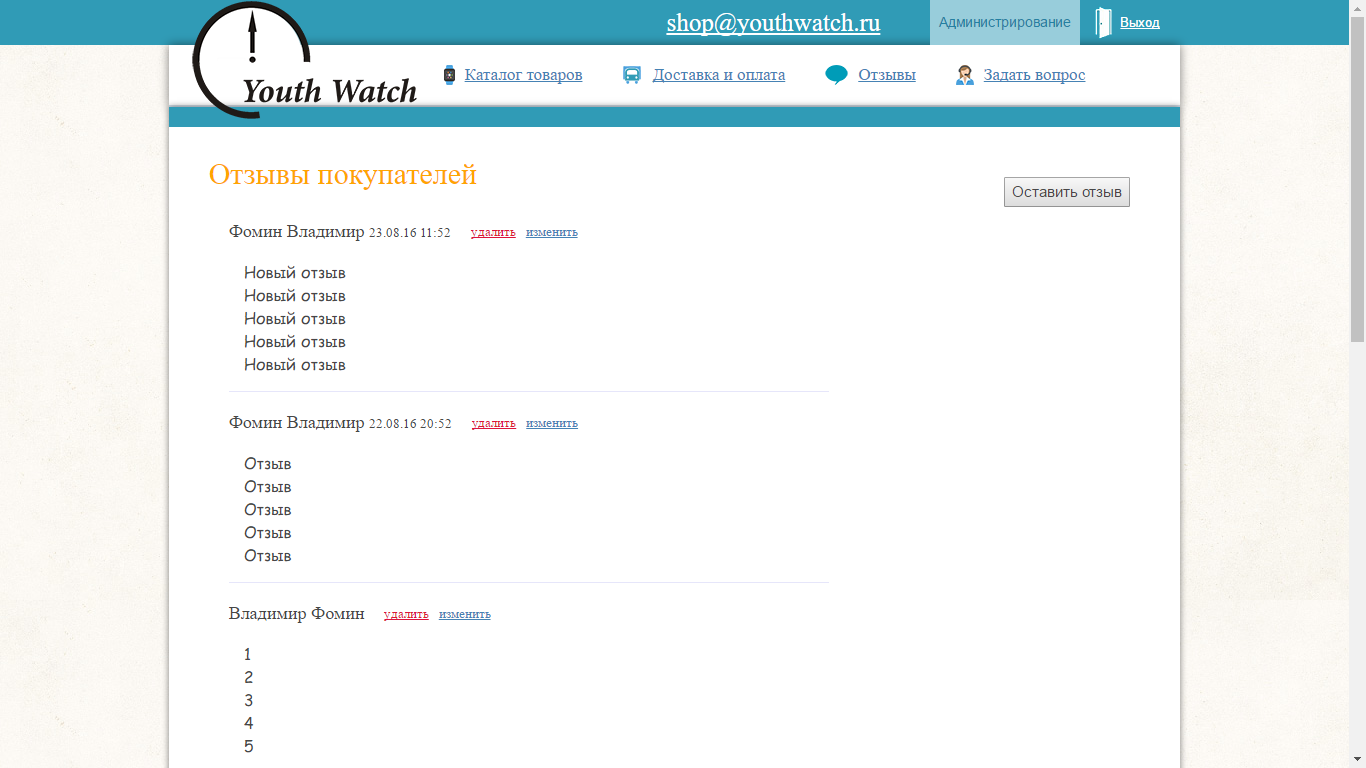 shop@youthwatch.ru
Администрирование
Выход
Youth Watch
Каталог товаров
Доставка и оплата
Отзывы
Задать вопрос
Отзывы покупателей
Оставить отзыв
Фомин Владимир 23.08.16 11:52 удалить изменить
Новый отзыв
Новый отзыв
Новый отзыв
Новый отзыв
Новый отзыв
Фомин Владимир 22.08.16 20:52 удалить изменить
Отзыв
Отзыв
Отзыв
Отзыв
Отзыв
Владимир Фомин удалить изменить
1
2
3
4
5